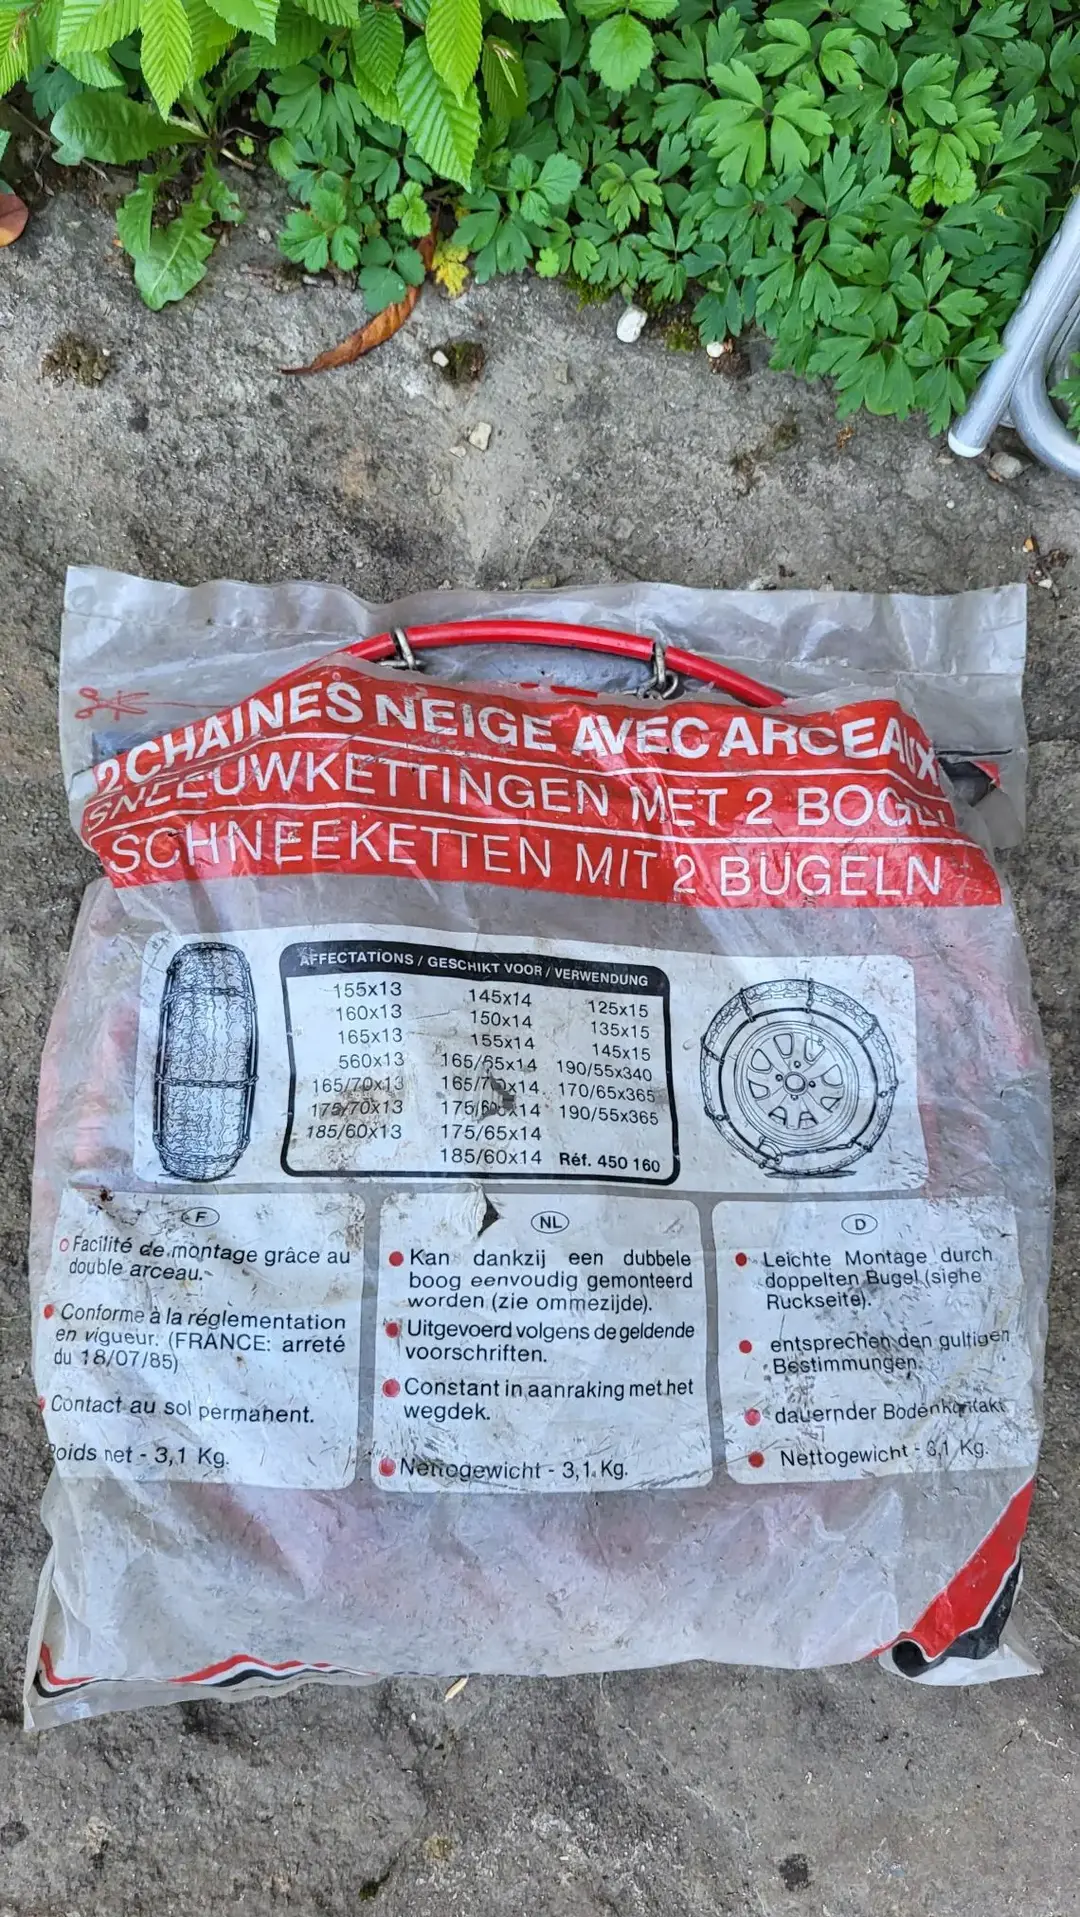 2 CHAINES NEIGE AVEC ARCEAUX
SNEEUWKETTINGEN MET 2 BOGEN
SCHNEEKETTEN MIT 2 BUGELN
AFFECTATIONS / GESCHIKT VOOR / VERWENDUNG
155x13
160x13
165x13
560x13
165/70x13
175/70x13
185/60x13
145x14
150x14
155x14
165/65x14
165/70x14
175/60x14
175/65x14
185/60x14
125x15
135x15
145x15
190/55x340
170/65x365
190/55x365
Réf. 450 160
F
Facilité de montage grâce au
double arceau.
Conforme à la réglementation
en vigueur. (FRANCE: arreté
du 18/07/85)
Contact au sol permanent.
Poids net - 3,1 Kg.
NL
Kan dankzij een dubbele
boog eenvoudig gemonteerd
worden (zie ommezijde).
Uitgevoerd volgens de geldende
voorschriften.
Constant in aanraking met het
wegdek.
Nettogewicht - 3,1 Kg.
D
Leichte Montage durch
doppelten Bugel (siehe
Ruckseite).
entsprechen den gultigen
Bestimmungen.
dauernder Bodenkontakt
Nettogewicht - 3,1 Kg.